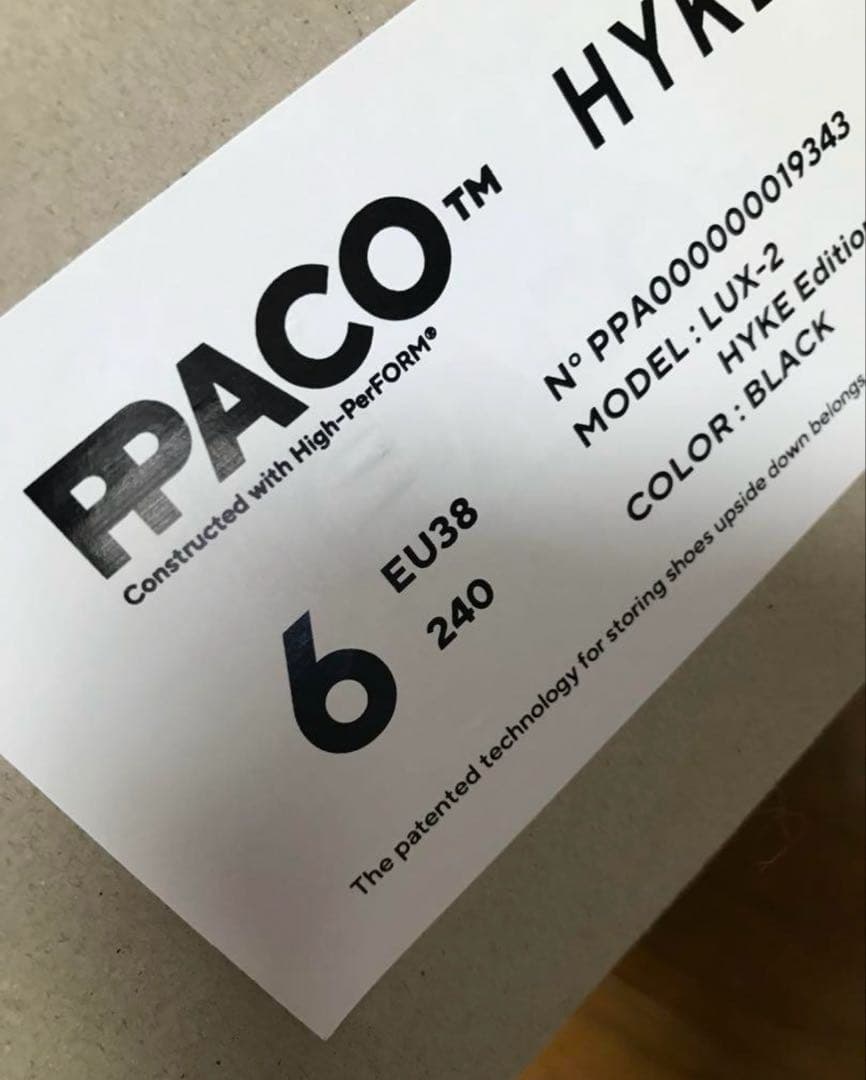 PPACO™
Constructed with High-PerFORM®
6
EU38
240
HYKE
N° PPA000000019343
MODEL : LUX-2
HYKE Edition
COLOR : BLACK
The patented technology for storing shoes upside down belongs